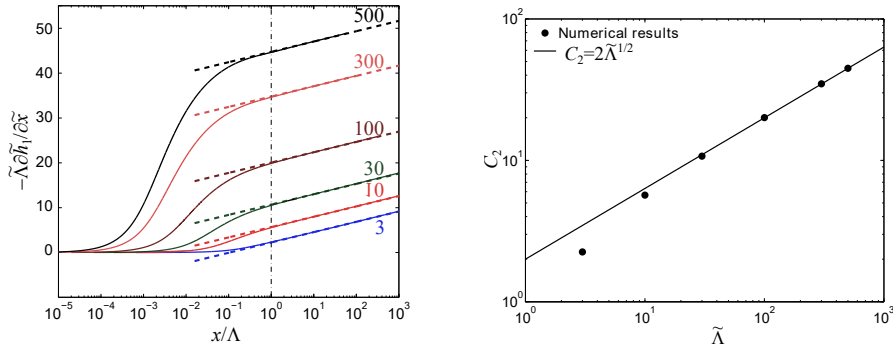 500
300
100
30
10
3
50
40
30
20
10
0
−Λ̃∂h̃₁/∂x̃
10⁻⁵ 10⁻⁴ 10⁻³ 10⁻² 10⁻¹ 10⁰ 10¹ 10² 10³
x/Λ
10²
10¹
10⁰
C₂
Numerical results
C₂=2Λ̃¹/²
10⁰ 10¹ 10² 10³
Λ̃